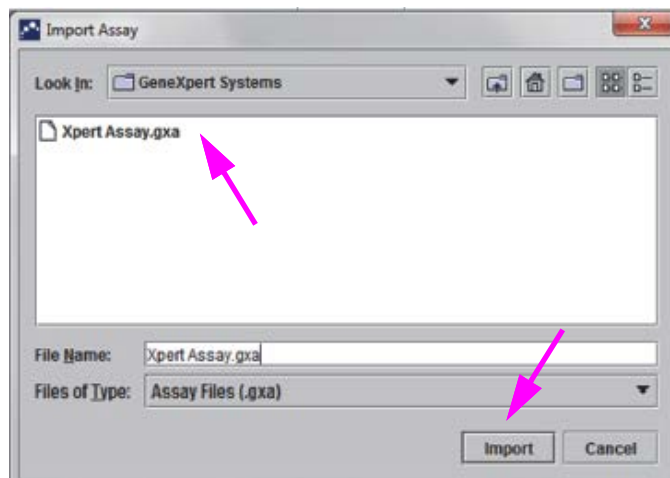 Import Assay
Look In: GeneXpert Systems
Xpert Assay.gxa
File Name: Xpert Assay.gxa
Files of Type: Assay Files (.gxa)
Import Cancel